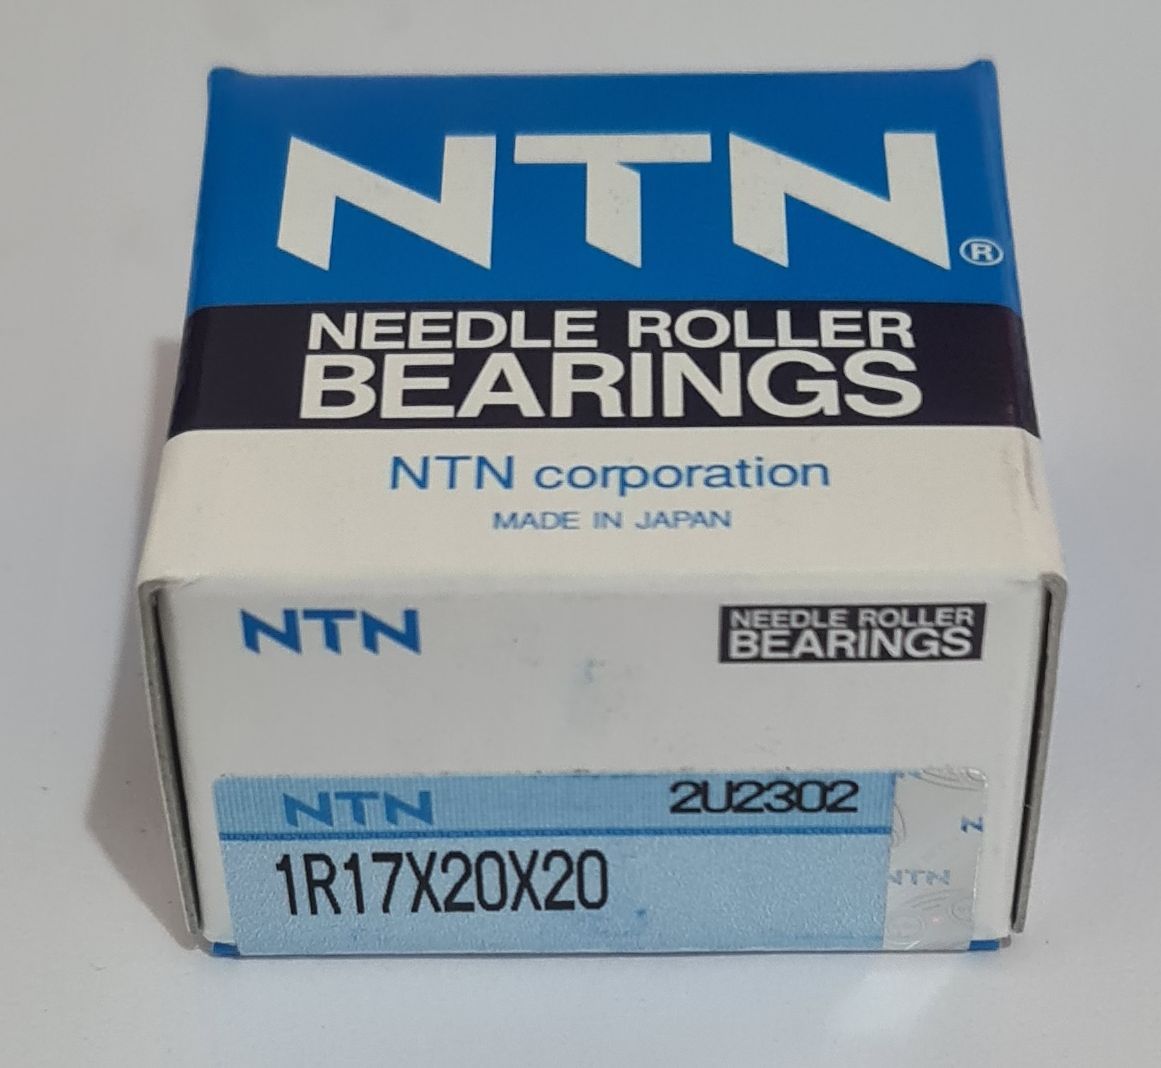 NTN®
NEEDLE ROLLER
BEARINGS
NTN corporation
MADE IN JAPAN
NTN
NEEDLE ROLLER
BEARINGS
NTN 2U2302
1R17X20X20
NTN